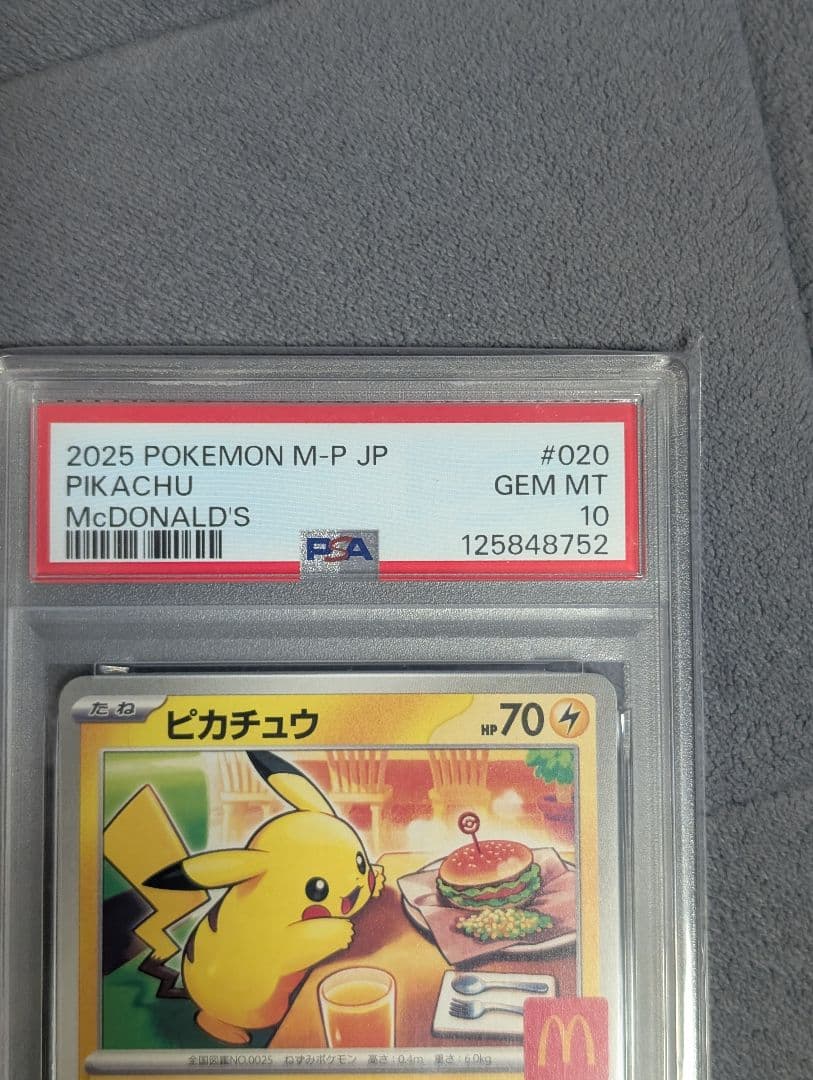 2025 POKEMON M-P JP #020
PIKACHU GEM MT
McDONALD'S 10
PSA 125848752
たね ピカチュウ HP70
全国図鑑NO.0025 ねずみポケモン 高さ:0.4m 重さ:6.0kg
M